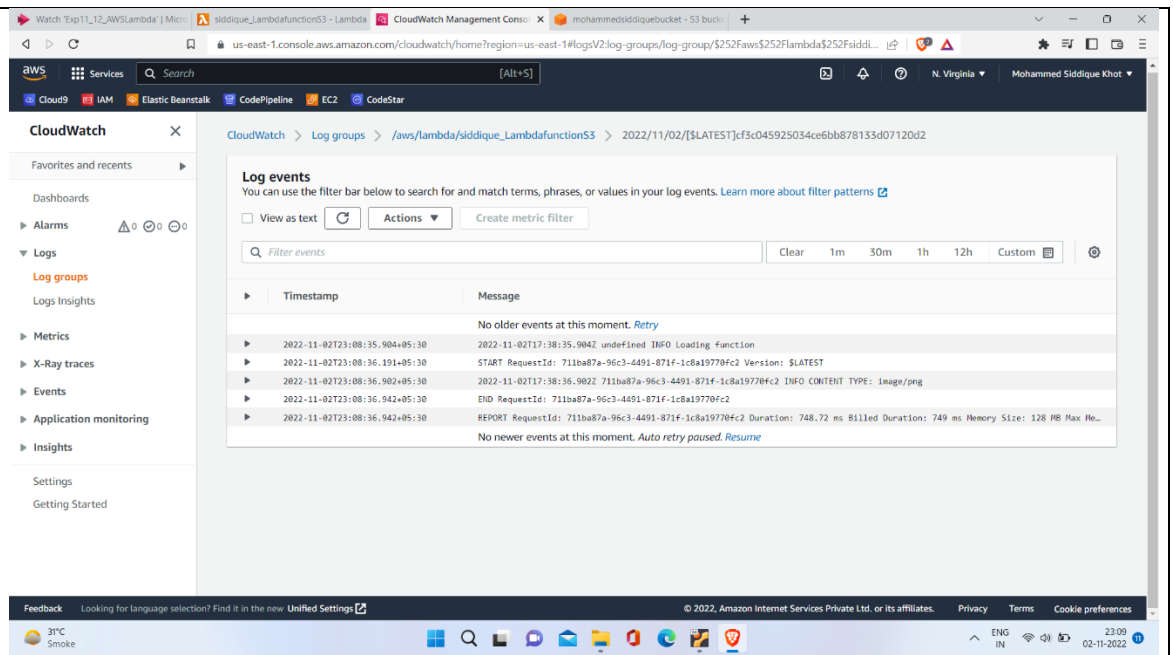 Watch 'Exp11_12_AWSLambda' | Micro
siddique_LambdafunctionS3 - Lambda
CloudWatch Management Consol
mohammedsiddiquebucket - S3 buck
us-east-1.console.aws.amazon.com/cloudwatch/home?region=us-east-1#logsV2:log-groups/log-group/$252Faws$252Flambda$252Fsiddi...
aws Services Search [Alt+S] N. Virginia ▼ Mohammed Siddique Khot ▼
Cloud9 IAM Elastic Beanstalk CodePipeline EC2 CodeStar
CloudWatch
Favorites and recents
Dashboards
Alarms 0 0 0
Logs
Log groups
Logs Insights
Metrics
X-Ray traces
Events
Application monitoring
Insights
Settings
Getting Started
CloudWatch > Log groups > /aws/lambda/siddique_LambdafunctionS3 > 2022/11/02/[$LATEST]cf3c045925034ce6bb878133d07120d2
Log events
You can use the filter bar below to search for and match terms, phrases, or values in your log events. Learn more about filter patterns
View as text Actions ▼ Create metric filter
Filter events Clear 1m 30m 1h 12h Custom
Timestamp Message
No older events at this moment. Retry
2022-11-02T23:08:35.904+05:30 2022-11-02T17:38:35.904Z undefined INFO Loading function
2022-11-02T23:08:36.191+05:30 START RequestId: 711ba87a-96c3-4491-871f-1c8a19770fc2 Version: $LATEST
2022-11-02T23:08:36.902+05:30 2022-11-02T17:38:36.902Z 711ba87a-96c3-4491-871f-1c8a19770fc2 INFO CONTENT TYPE: image/png
2022-11-02T23:08:36.942+05:30 END RequestId: 711ba87a-96c3-4491-871f-1c8a19770fc2
2022-11-02T23:08:36.942+05:30 REPORT RequestId: 711ba87a-96c3-4491-871f-1c8a19770fc2 Duration: 748.72 ms Billed Duration: 749 ms Memory Size: 128 MB Max Me...
No newer events at this moment. Auto retry paused. Resume
Feedback Looking for language selection? Find it in the new Unified Settings © 2022, Amazon Internet Services Private Ltd. or its affiliates. Privacy Terms Cookie preferences
31°C
Smoke
ENG
IN
23:09
02-11-2022